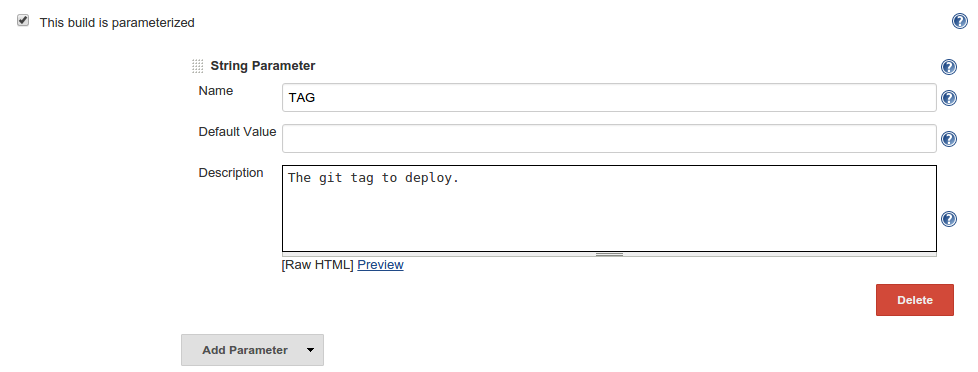 This build is parameterized
String Parameter
Name
TAG
Default Value
Description
The git tag to deploy.
[Raw HTML] Preview
Delete
Add Parameter